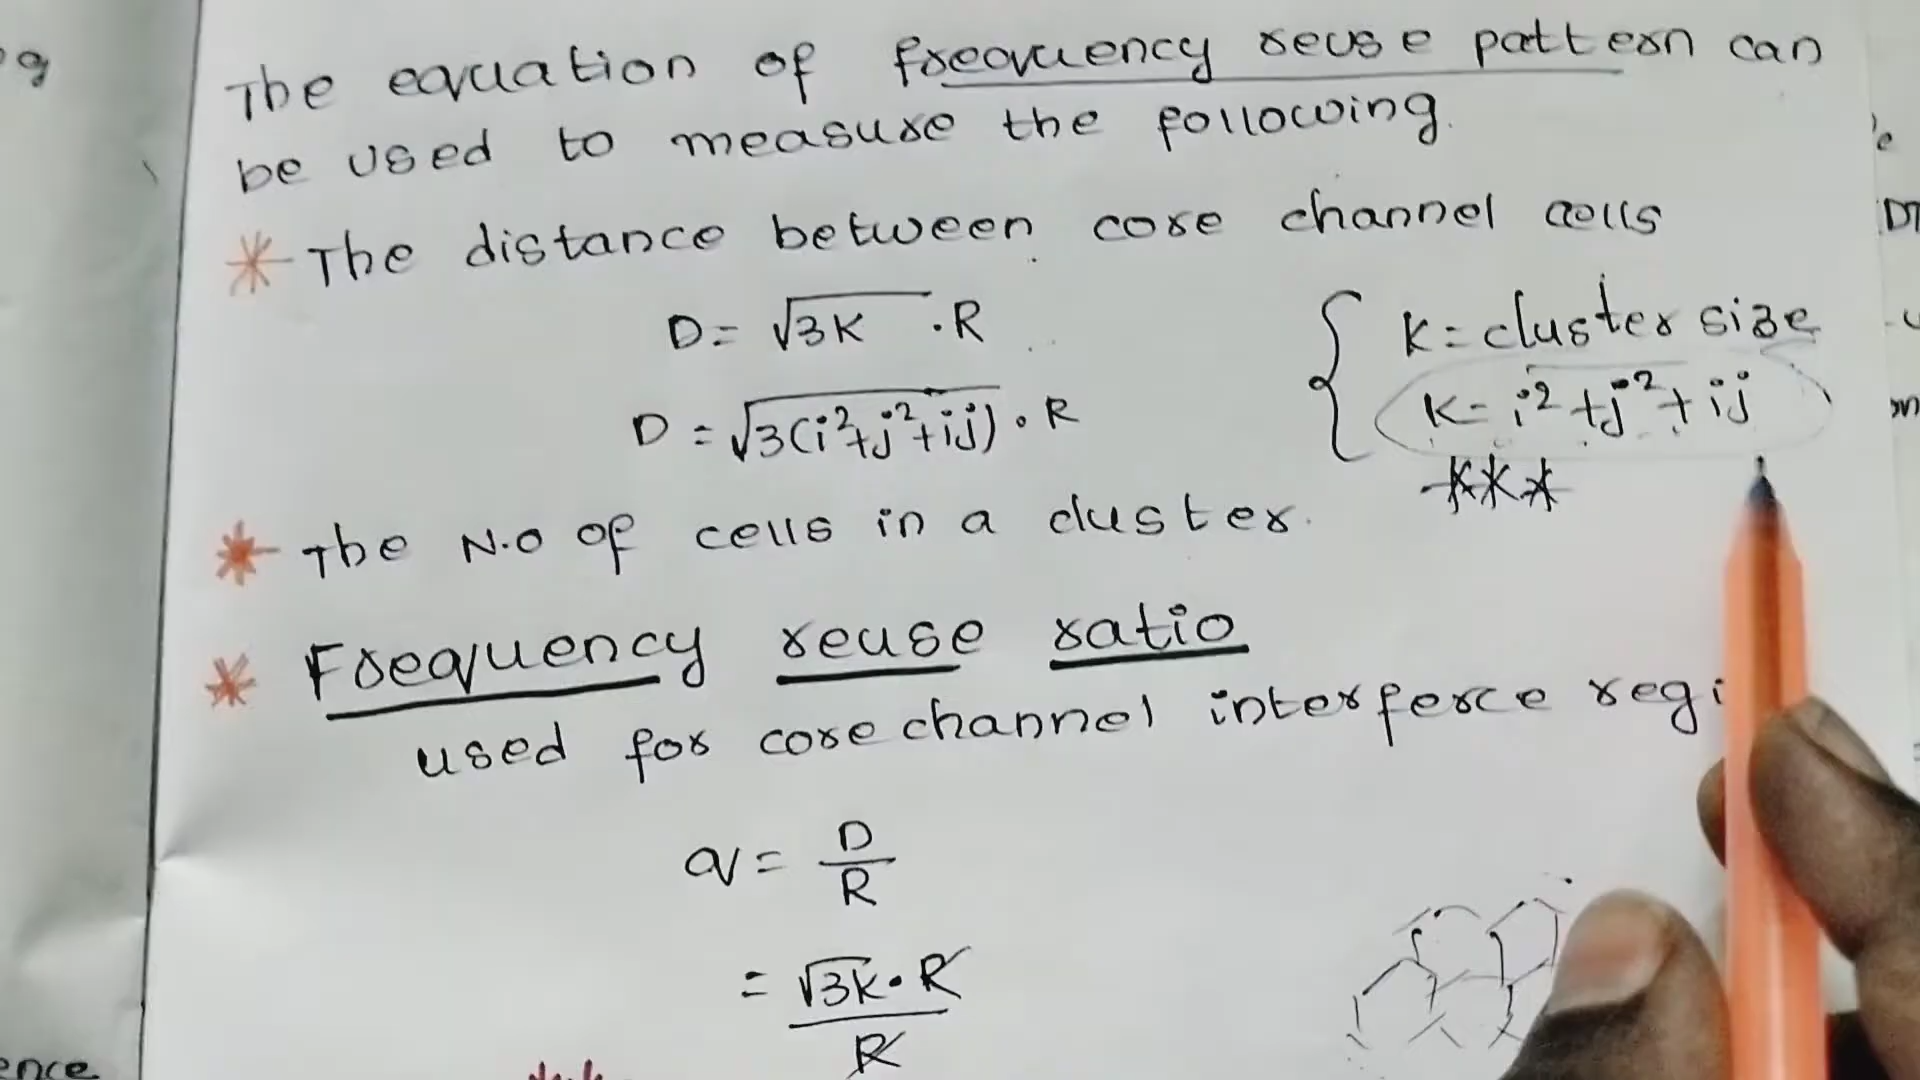 The equation of frequency reuse pattern can
be used to measure the following.
* The distance between core channel cells
D = √3K . R
{ K = cluster size
D = √3(i²+j²+ij) . R
K = i²+j²+ij
***
* The N.O of cells in a cluster.
* Frequency reuse ratio
used for core channel interferce regi
q = D/R
= √3k . R / R
ence